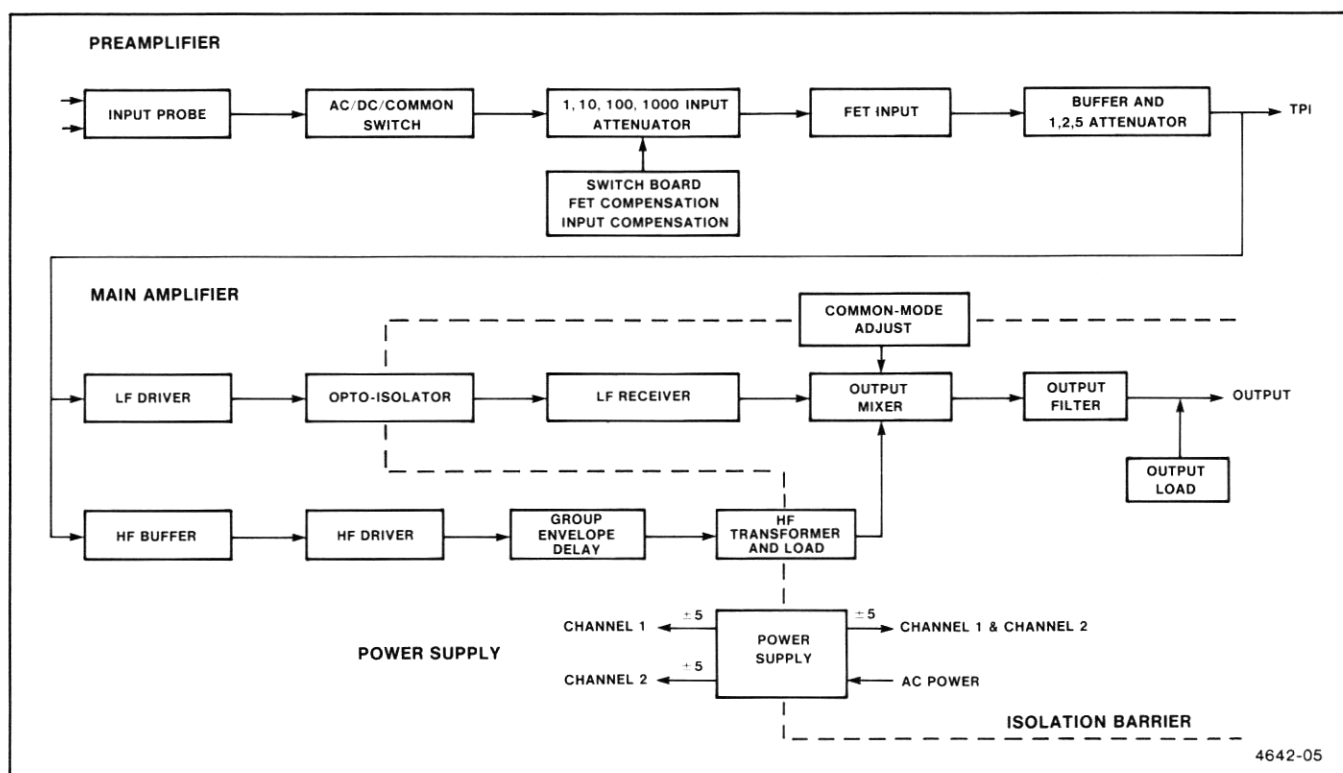 PREAMPLIFIER
INPUT PROBE
AC/DC/COMMON
SWITCH
1, 10, 100, 1000 INPUT
ATTENUATOR
FET INPUT
BUFFER AND
1,2,5 ATTENUATOR
TPI
SWITCH BOARD
FET COMPENSATION
INPUT COMPENSATION
MAIN AMPLIFIER
COMMON-MODE
ADJUST
LF DRIVER
OPTO-ISOLATOR
LF RECEIVER
OUTPUT
MIXER
OUTPUT
FILTER
OUTPUT
OUTPUT
LOAD
HF BUFFER
HF DRIVER
GROUP
ENVELOPE
DELAY
HF
TRANSFORMER
AND LOAD
POWER SUPPLY
CHANNEL 1
±5
CHANNEL 2
±5
POWER
SUPPLY
±5
CHANNEL 1 & CHANNEL 2
AC POWER
ISOLATION BARRIER
4642-05